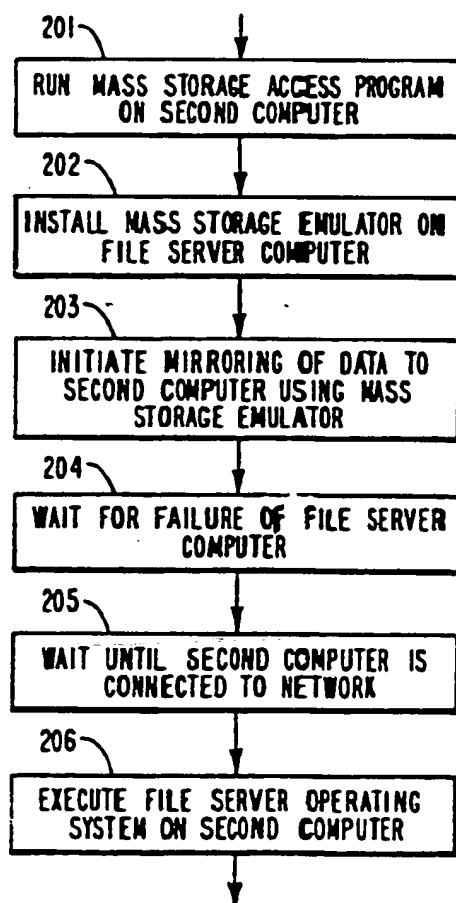 201
RUN MASS STORAGE ACCESS PROGRAM
ON SECOND COMPUTER
202
INSTALL MASS STORAGE EMULATOR ON
FILE SERVER COMPUTER
203
INITIATE MIRRORING OF DATA TO
SECOND COMPUTER USING MASS
STORAGE EMULATOR
204
WAIT FOR FAILURE OF FILE SERVER
COMPUTER
205
WAIT UNTIL SECOND COMPUTER IS
CONNECTED TO NETWORK
206
EXECUTE FILE SERVER OPERATING
SYSTEM ON SECOND COMPUTER